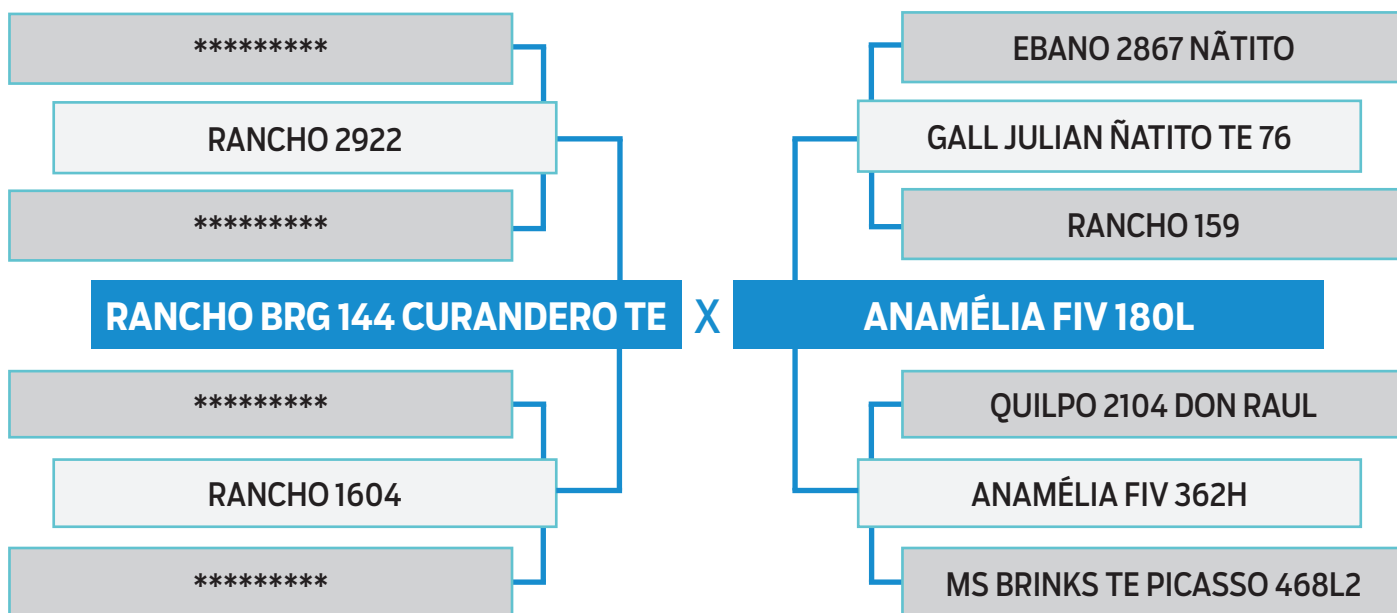 *********
EBANO 2867 NÃTITO
RANCHO 2922
GALL JULIAN ÑATITO TE 76
*********
RANCHO 159
RANCHO BRG 144 CURANDERO TE X ANAMÉLIA FIV 180L
*********
QUILPO 2104 DON RAUL
RANCHO 1604
ANAMÉLIA FIV 362H
*********
MS BRINKS TE PICASSO 468L2